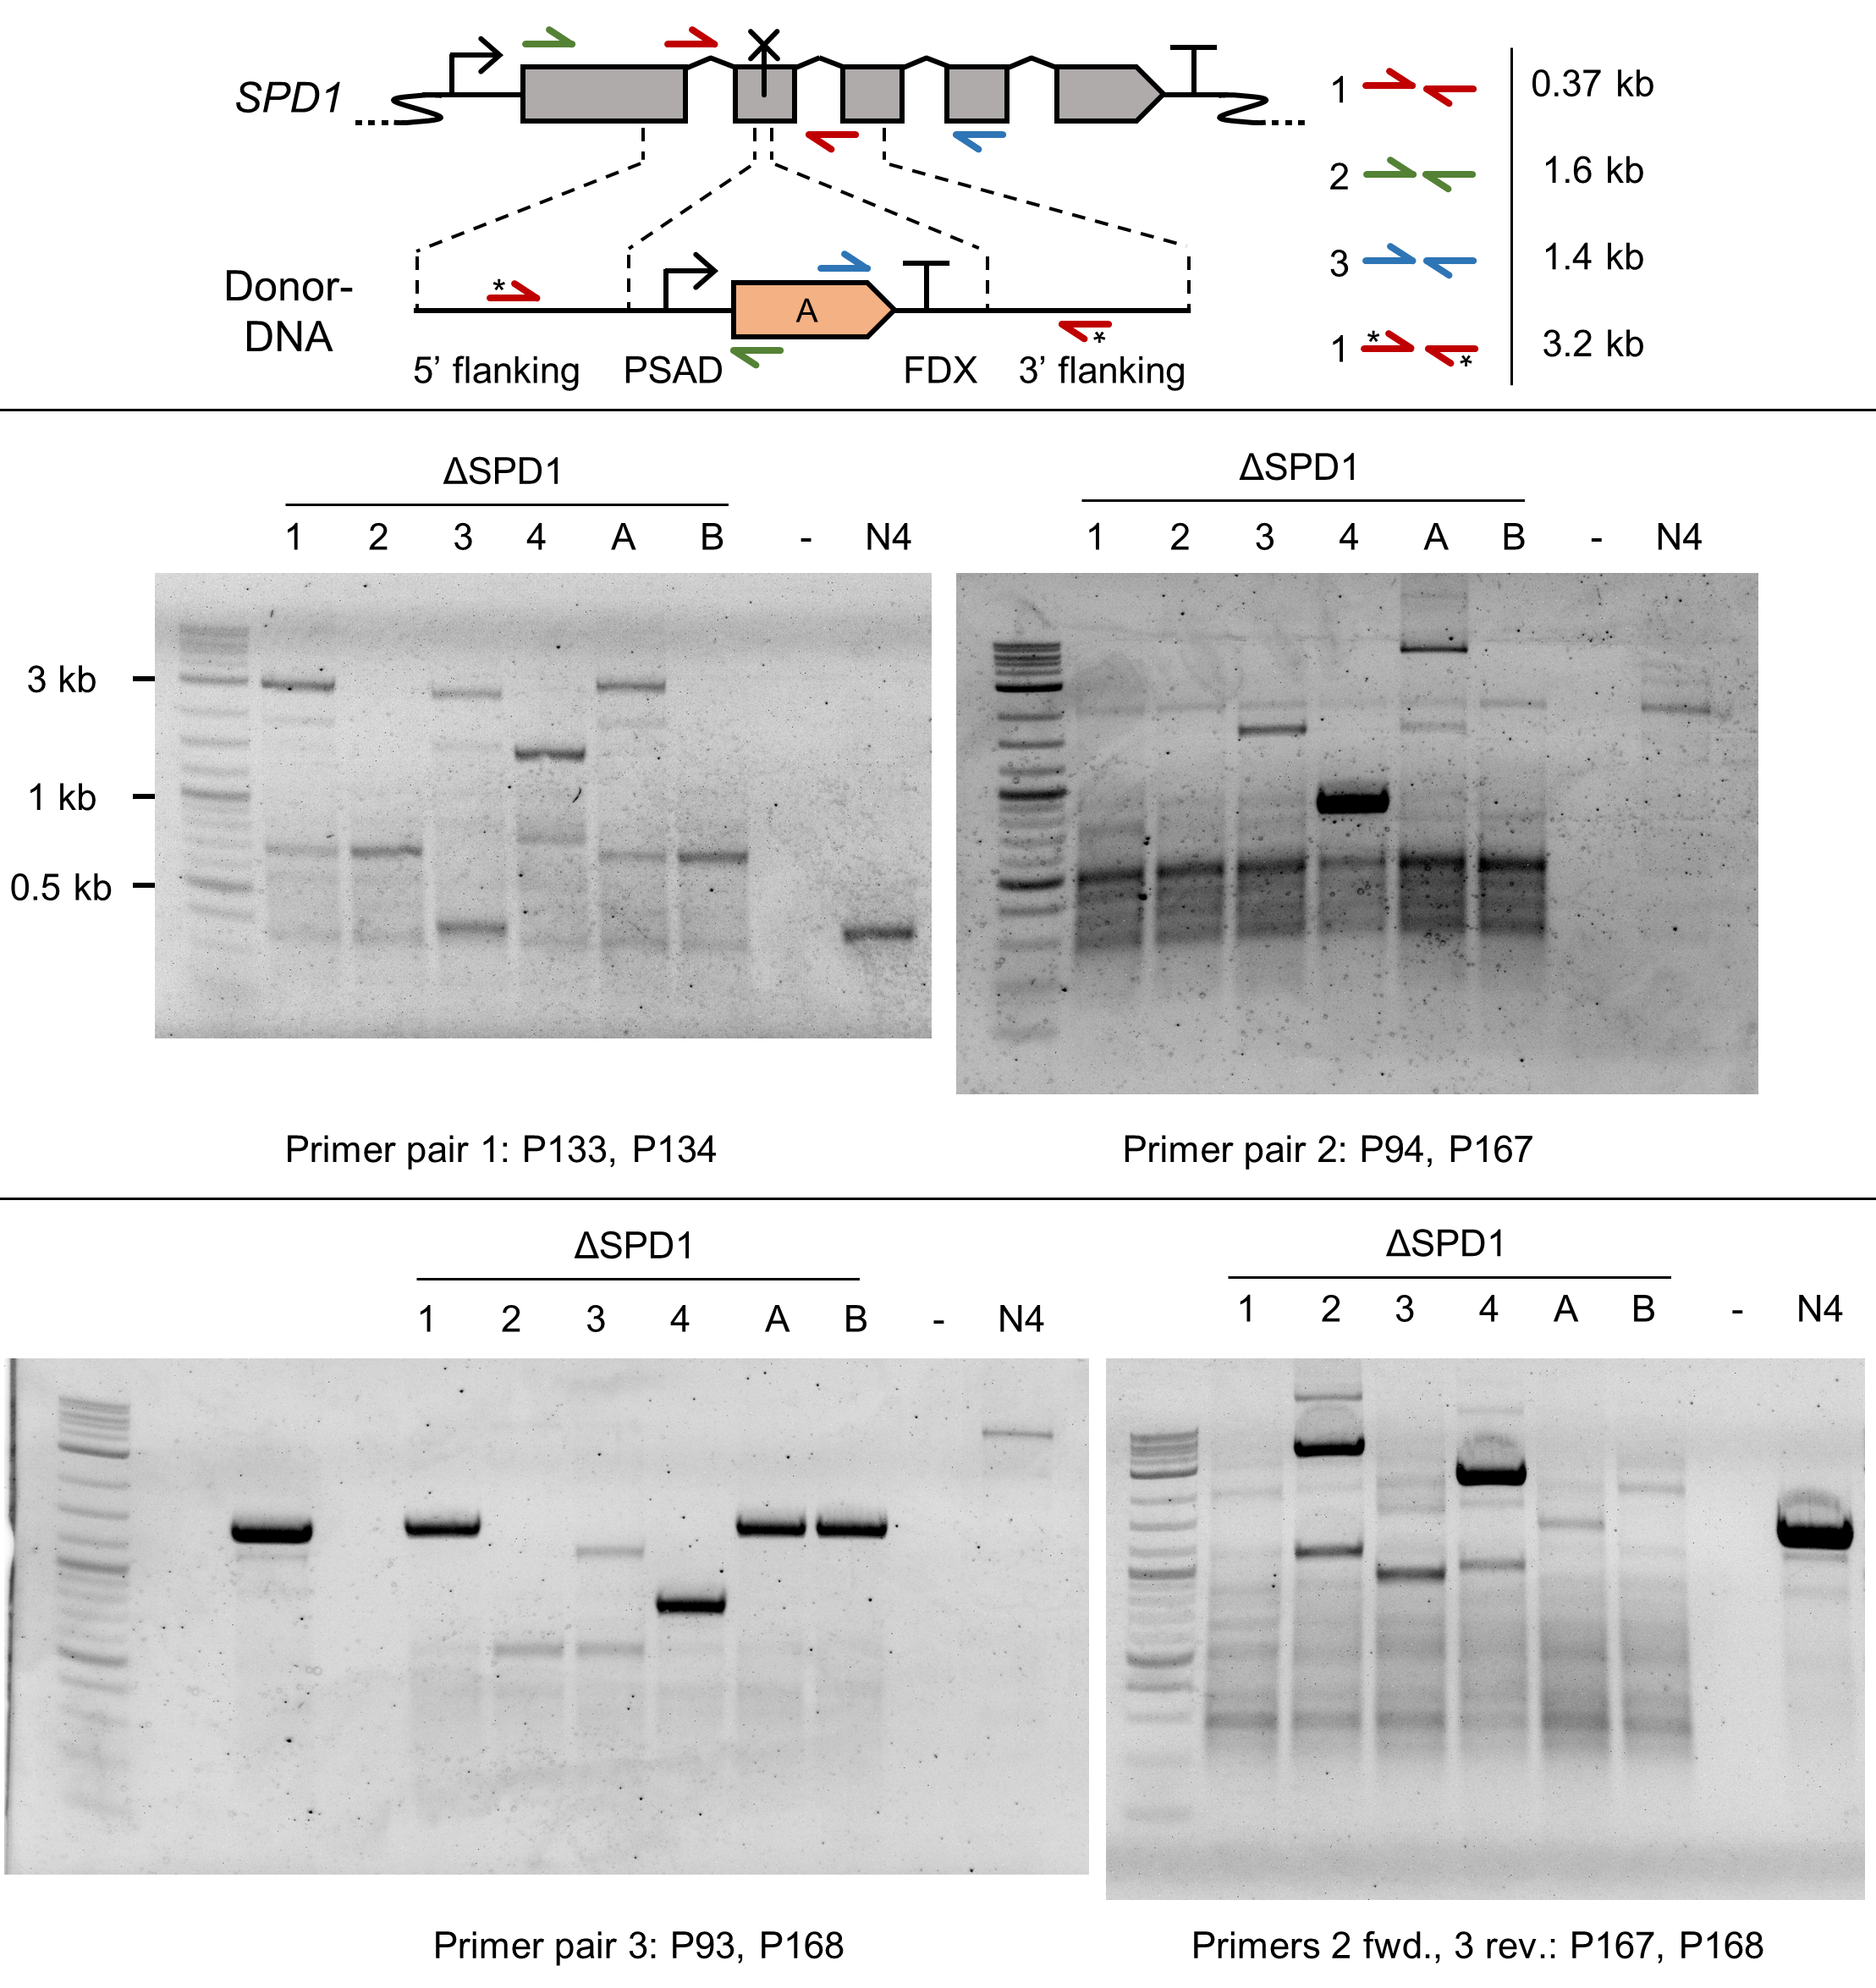 SPD1
1 0.37 kb
2 1.6 kb
3 1.4 kb
1 * * 3.2 kb
Donor-
DNA
*
A
*
5’ flanking PSAD FDX 3’ flanking
ΔSPD1
1 2 3 4 A B - N4
3 kb
1 kb
0.5 kb
Primer pair 1: P133, P134
ΔSPD1
1 2 3 4 A B - N4
Primer pair 2: P94, P167
ΔSPD1
1 2 3 4 A B - N4
Primer pair 3: P93, P168
ΔSPD1
1 2 3 4 A B - N4
Primers 2 fwd., 3 rev.: P167, P168